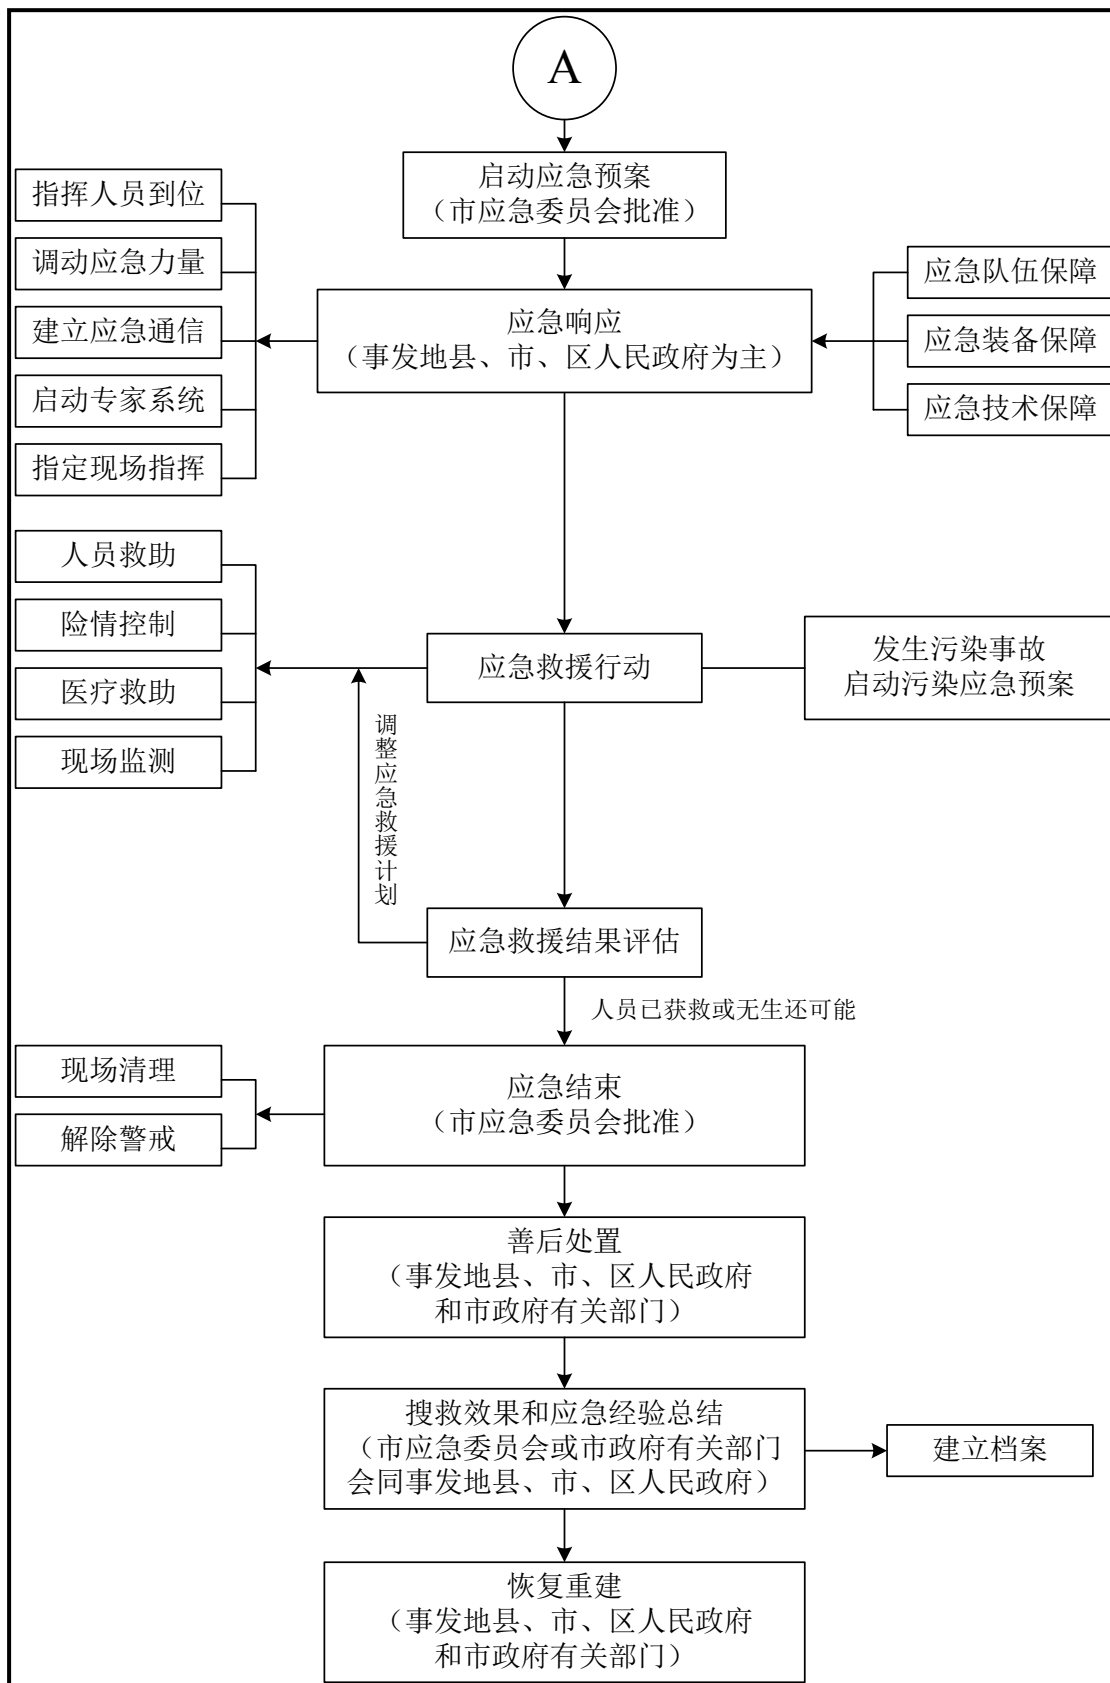 A
启动应急预案
（市应急委员会批准）
指挥人员到位
调动应急力量
建立应急通信
启动专家系统
指定现场指挥
应急响应
（事发地县、市、区人民政府为主）
应急队伍保障
应急装备保障
应急技术保障
人员救助
险情控制
医疗救助
现场监测
应急救援行动
发生污染事故
启动污染应急预案
调整应急救援计划
应急救援结果评估
人员已获救或无生还可能
现场清理
解除警戒
应急结束
（市应急委员会批准）
善后处置
（事发地县、市、区人民政府
和市政府有关部门）
搜救效果和应急经验总结
（市应急委员会或市政府有关部门
会同事发地县、市、区人民政府）
建立档案
恢复重建
（事发地县、市、区人民政府
和市政府有关部门）